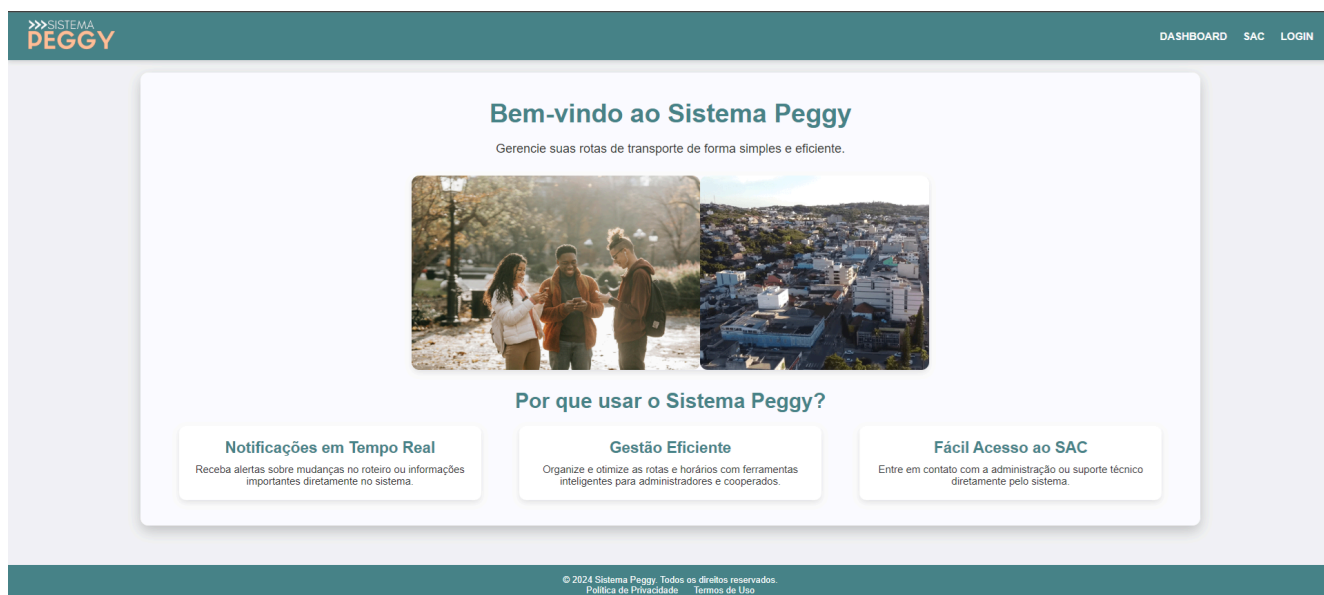 >>>SISTEMA
PEGGY
DASHBOARD SAC LOGIN
Bem-vindo ao Sistema Peggy
Gerencie suas rotas de transporte de forma simples e eficiente.
Por que usar o Sistema Peggy?
Notificações em Tempo Real
Receba alertas sobre mudanças no roteiro ou informações
importantes diretamente no sistema.
Gestão Eficiente
Organize e otimize as rotas e horários com ferramentas
inteligentes para administradores e cooperados.
Fácil Acesso ao SAC
Entre em contato com a administração ou suporte técnico
diretamente pelo sistema.
© 2024 Sistema Peggy. Todos os direitos reservados.
Política de Privacidade Termos de Uso